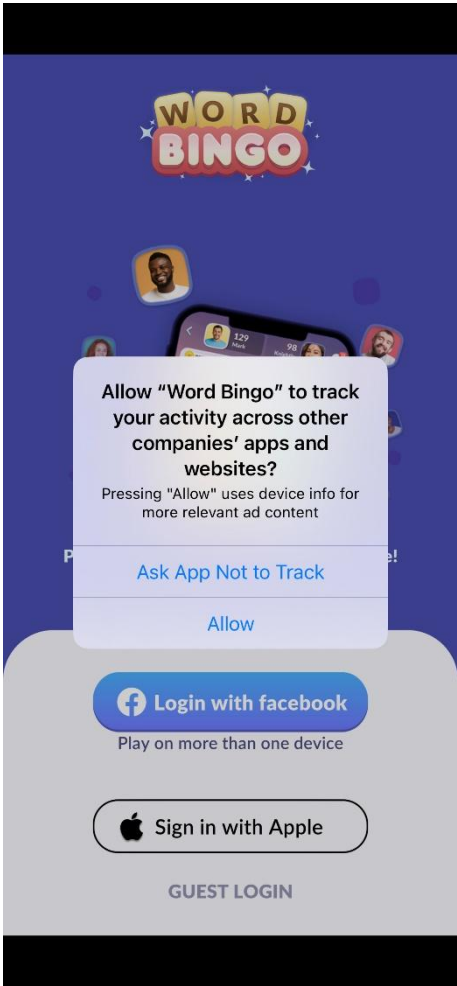 WORD
BINGO
129
Mark
98
Allow “Word Bingo” to track
your activity across other
companies’ apps and
websites?
Pressing "Allow" uses device info for
more relevant ad content
Ask App Not to Track
Allow
Login with facebook
Play on more than one device
Sign in with Apple
GUEST LOGIN